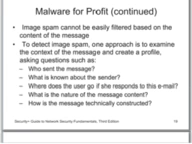 Malware for Profit (continued)
• Image spam cannot be easily filtered based on the
content of the message
• To detect image spam, one approach is to examine
the context of the message and create a profile,
asking questions such as:
– Who sent the message?
– What is known about the sender?
– Where does the user go if she responds to this e-mail?
– What is the nature of the message content?
– How is the message technically constructed?
Security+ Guide to Network Security Fundamentals, Third Edition